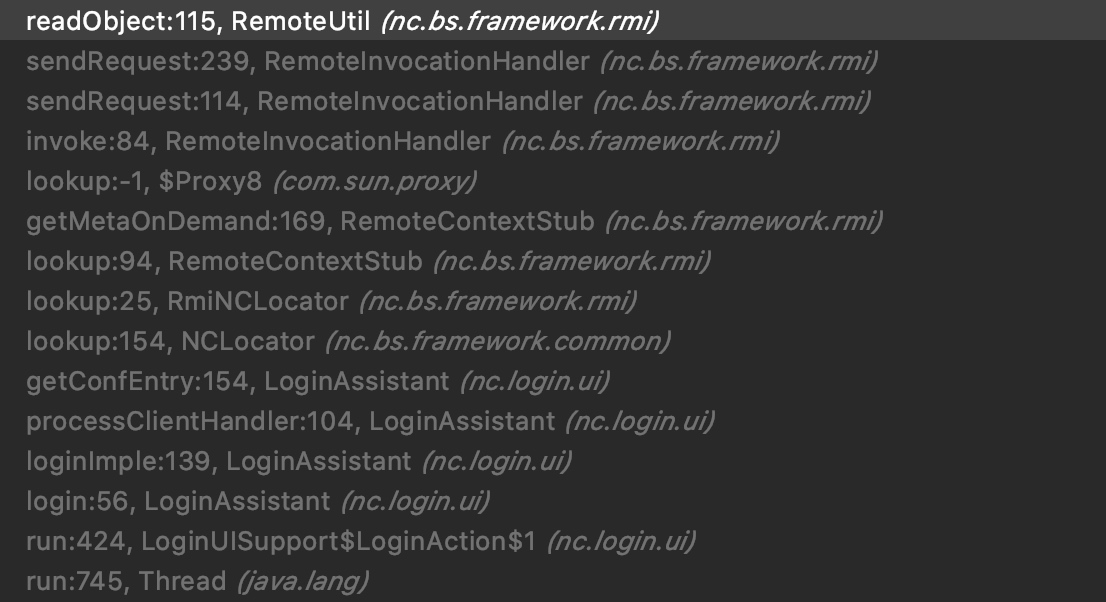 readObject:115, RemoteUtil (nc.bs.framework.rmi)
sendRequest:239, RemoteInvocationHandler (nc.bs.framework.rmi)
sendRequest:114, RemoteInvocationHandler (nc.bs.framework.rmi)
invoke:84, RemoteInvocationHandler (nc.bs.framework.rmi)
lookup:-1, $Proxy8 (com.sun.proxy)
getMetaOnDemand:169, RemoteContextStub (nc.bs.framework.rmi)
lookup:94, RemoteContextStub (nc.bs.framework.rmi)
lookup:25, RmiNCLocator (nc.bs.framework.rmi)
lookup:154, NCLocator (nc.bs.framework.common)
getConfEntry:154, LoginAssistant (nc.login.ui)
processClientHandler:104, LoginAssistant (nc.login.ui)
loginImple:139, LoginAssistant (nc.login.ui)
login:56, LoginAssistant (nc.login.ui)
run:424, LoginUISupport$LoginAction$1 (nc.login.ui)
run:745, Thread (java.lang)